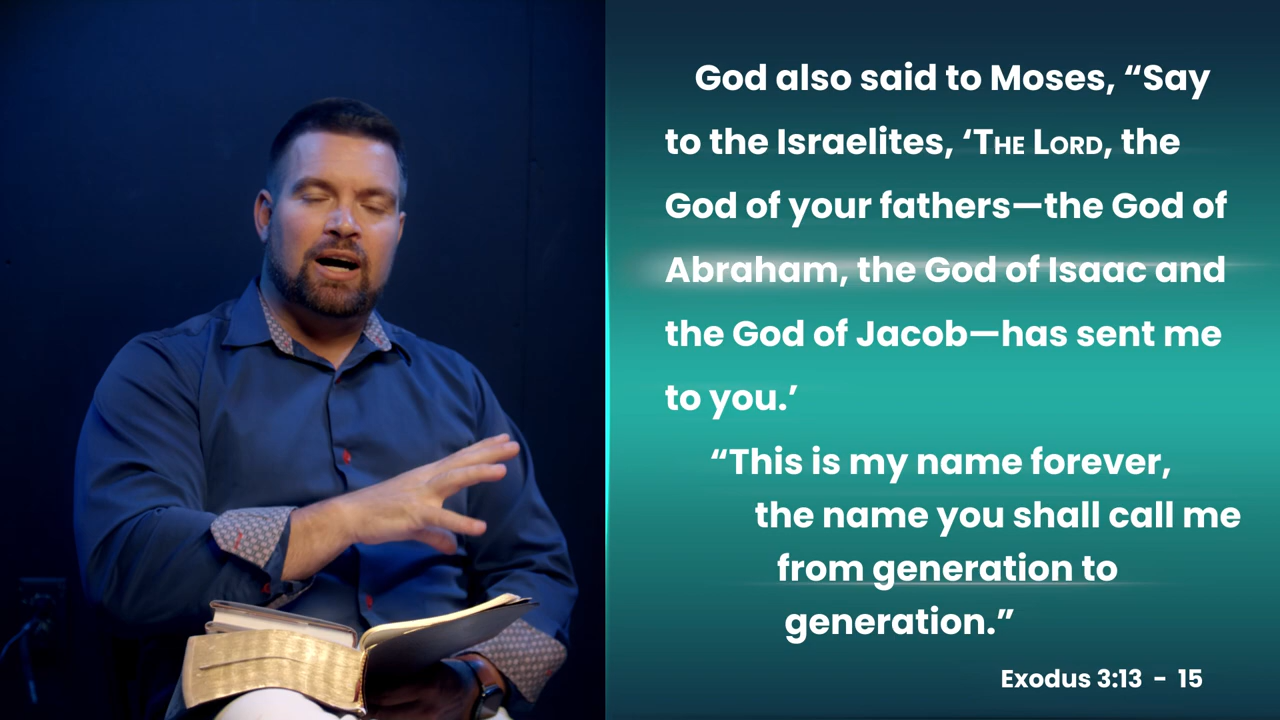 God also said to Moses, “Say
to the Israelites, ‘The Lord, the
God of your fathers—the God of
Abraham, the God of Isaac and
the God of Jacob—has sent me
to you.’
“This is my name forever,
the name you shall call me
from generation to
generation.”
Exodus 3:13 - 15